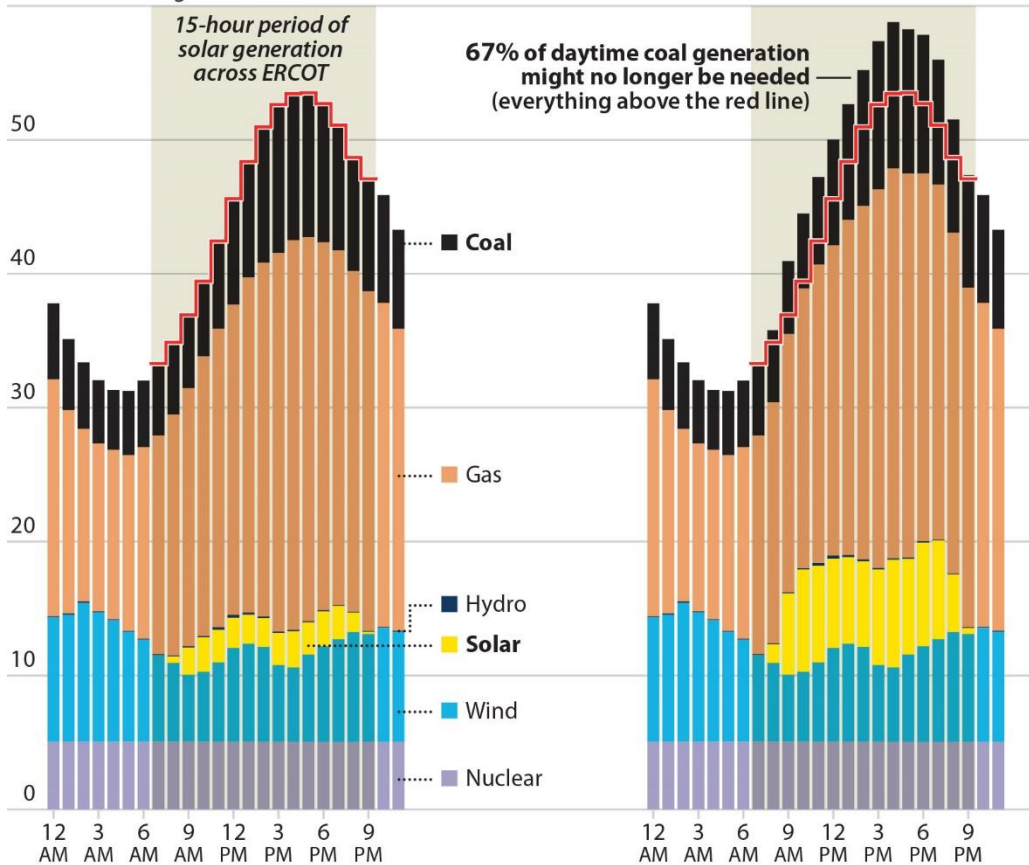 15-hour period of
solar generation
across ERCOT
67% of daytime coal generation
might no longer be needed
(everything above the red line)
50
40
30
20
10
0
Coal
Gas
Hydro
Solar
Wind
Nuclear
12 3 6 9 12 3 6 9
AM AM AM AM PM PM PM PM
12 3 6 9 12 3 6 9
AM AM AM AM PM PM PM PM